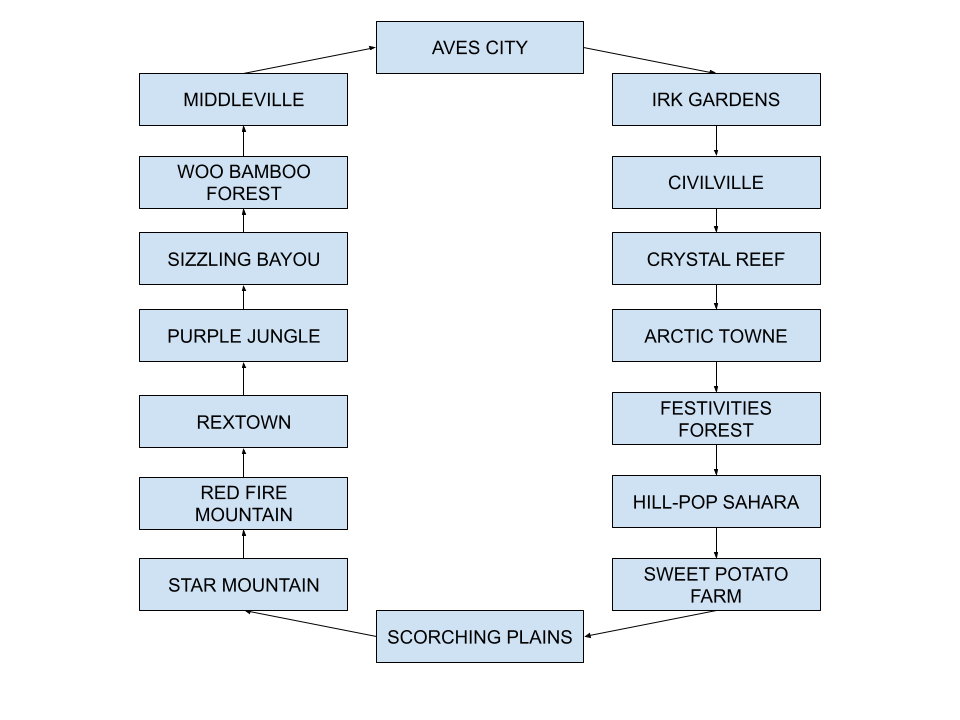 AVES CITY
MIDDLEVILLE
IRK GARDENS
WOO BAMBOO
FOREST
CIVILVILLE
SIZZLING BAYOU
CRYSTAL REEF
PURPLE JUNGLE
ARCTIC TOWNE
REXTOWN
FESTIVITIES
FOREST
RED FIRE
MOUNTAIN
HILL-POP SAHARA
STAR MOUNTAIN
SWEET POTATO
FARM
SCORCHING PLAINS